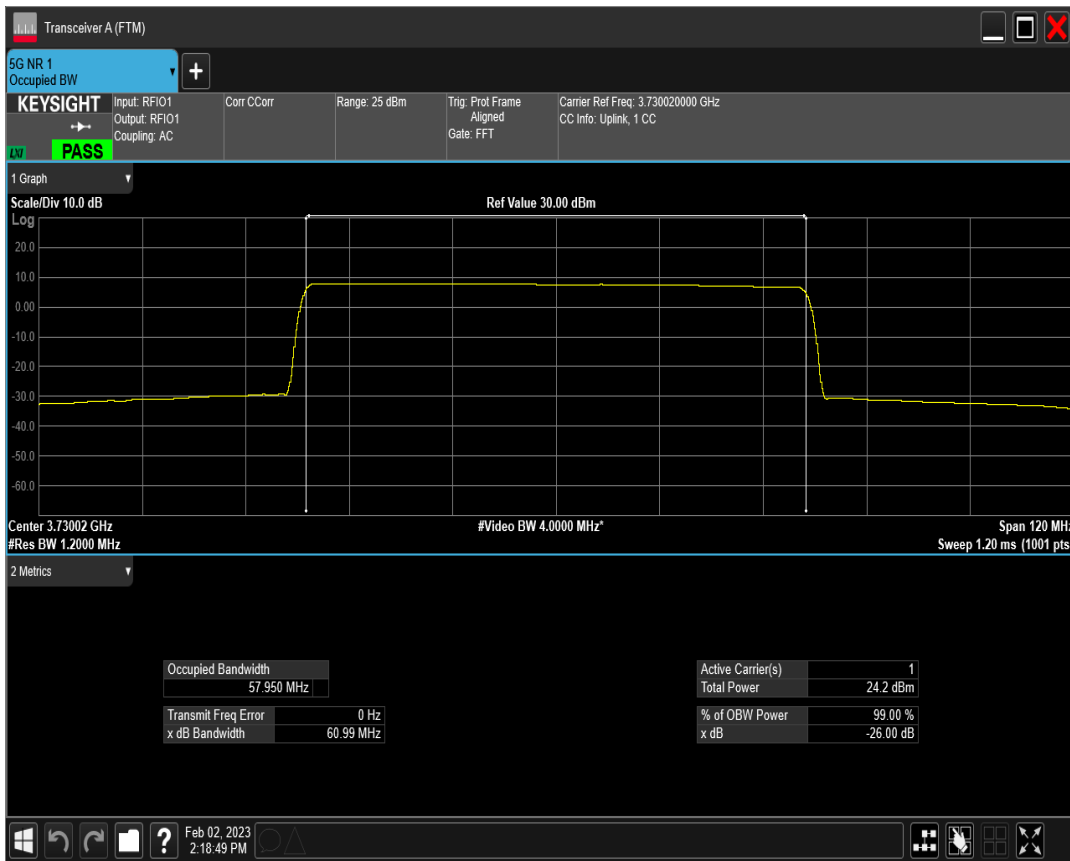 Transceiver A (FTM)
5G NR 1
Occupied BW
+
KEYSIGHT
LXI
PASS
Input: RFIO1
Output: RFIO1
Coupling: AC
Corr CCorr
Range: 25 dBm
Trig: Prot Frame
Aligned
Gate: FFT
Carrier Ref Freq: 3.730020000 GHz
CC Info: Uplink, 1 CC
1 Graph
Scale/Div 10.0 dB
Ref Value 30.00 dBm
Log
20.0
10.0
0.00
-10.0
-20.0
-30.0
-40.0
-50.0
-60.0
Center 3.73002 GHz
#Video BW 4.0000 MHz*
Span 120 MHz
#Res BW 1.2000 MHz
Sweep 1.20 ms (1001 pts
2 Metrics
Occupied Bandwidth
57.950 MHz
Transmit Freq Error 0 Hz
x dB Bandwidth 60.99 MHz
Active Carrier(s) 1
Total Power 24.2 dBm
% of OBW Power 99.00 %
x dB -26.00 dB
?
Feb 02, 2023
2:18:49 PM